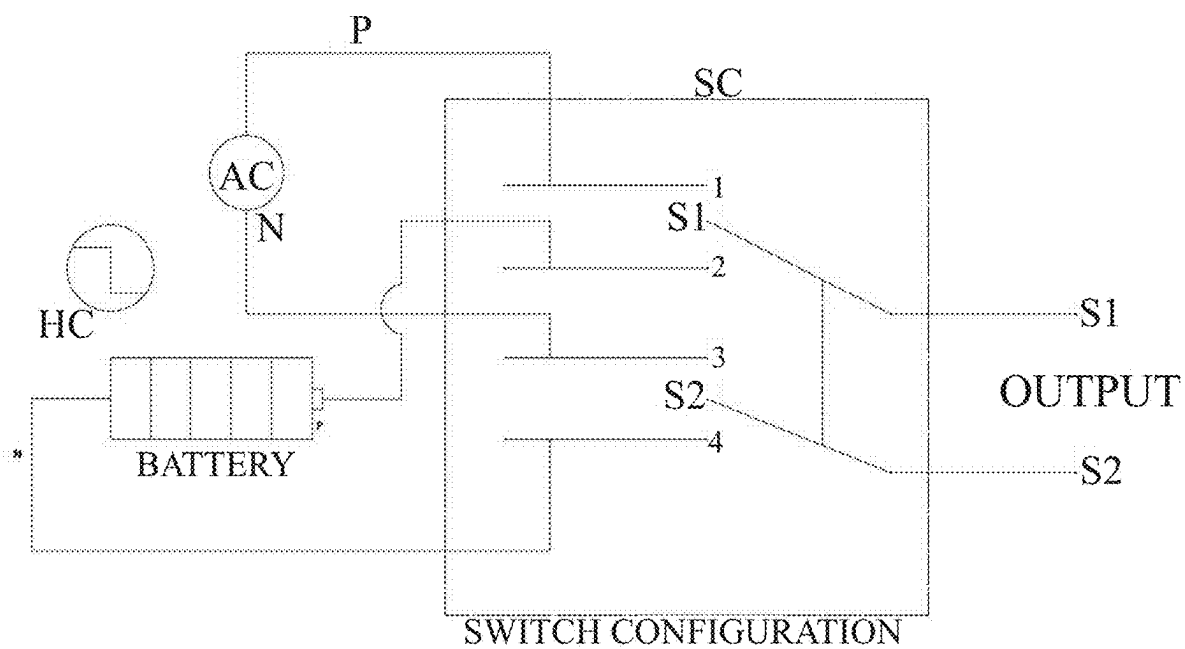 P
SC
AC
1
S1
N
2
HC
S1
3
OUTPUT
S2
P
4
N
BATTERY
S2
SWITCH CONFIGURATION